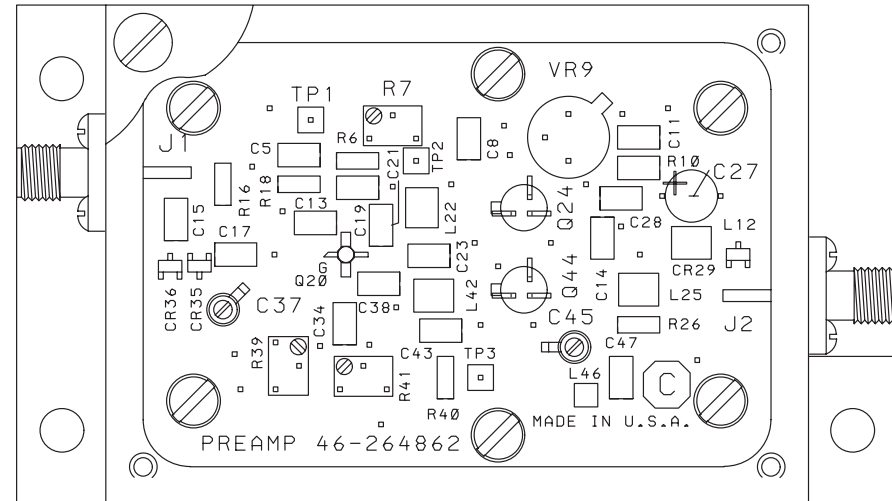 VR9
R7
TP1
J1
C5
R6
C21
TP2
C8
C11
R10
C27
R16
R18
C15
C13
C19
L22
Q24
C28
L12
C17
G
Q20
C23
CR29
CR36
CR35
C37
C34
C38
L42
Q44
C14
L25
J2
C45
R26
R39
C43
TP3
L46
C47
R41
R40
C
MADE IN U.S.A.
PREAMP 46-264862